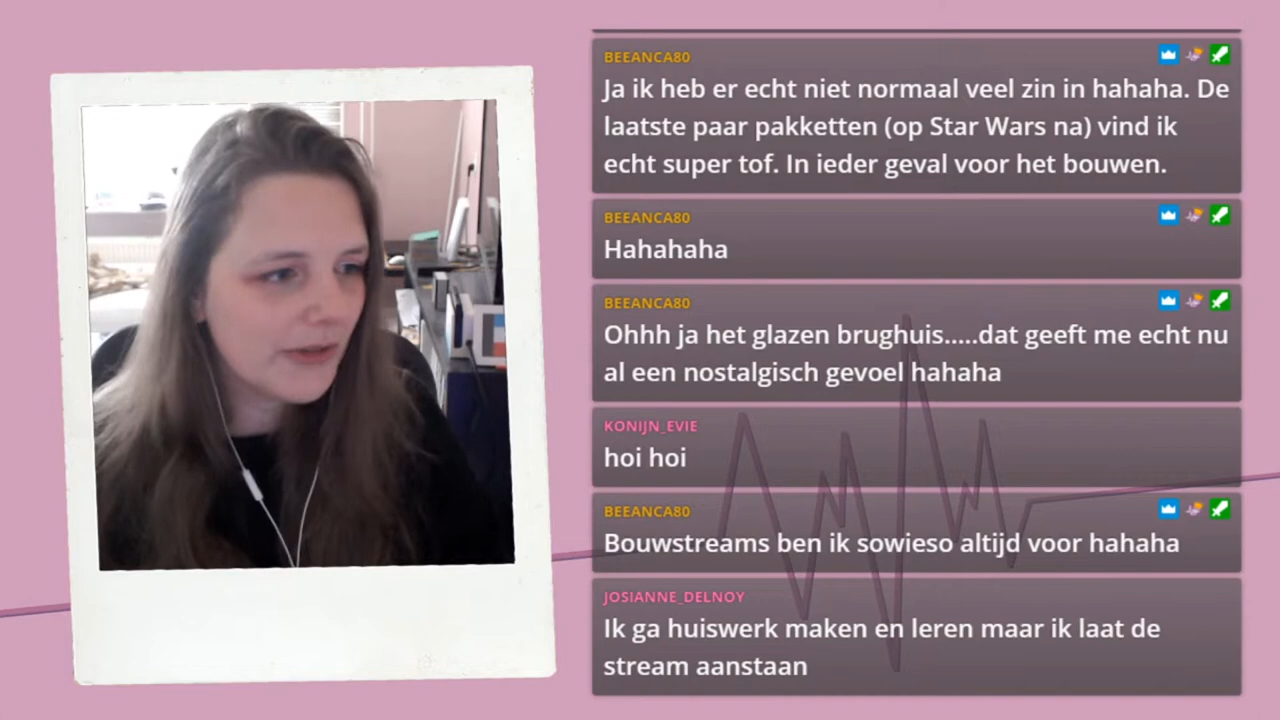 BEEANCA80
Ja ik heb er echt niet normaal veel zin in hahaha. De
laatste paar pakketten (op Star Wars na) vind ik
echt super tof. In ieder geval voor het bouwen.
BEEANCA80
Hahahaha
BEEANCA80
Ohhh ja het glazen brughuis.....dat geeft me echt nu
al een nostalgisch gevoel hahaha
KONIJN_EVIE
hoi hoi
BEEANCA80
Bouwstreams ben ik sowieso altijd voor hahaha
JOSIANNE_DELNOY
Ik ga huiswerk maken en leren maar ik laat de
stream aanstaan